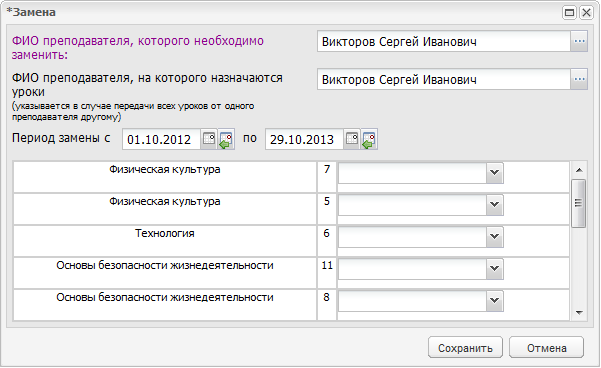 *Замена
ФИО преподавателя, которого необходимо
заменить:
Викторов Сергей Иванович
ФИО преподавателя, на которого назначаются
уроки
(указывается в случае передачи всех уроков от одного
преподавателя другому)
Викторов Сергей Иванович
Период замены с 01.10.2012 по 29.10.2013
Физическая культура 7
Физическая культура 5
Технология 6
Основы безопасности жизнедеятельности 11
Основы безопасности жизнедеятельности 8
Сохранить Отмена